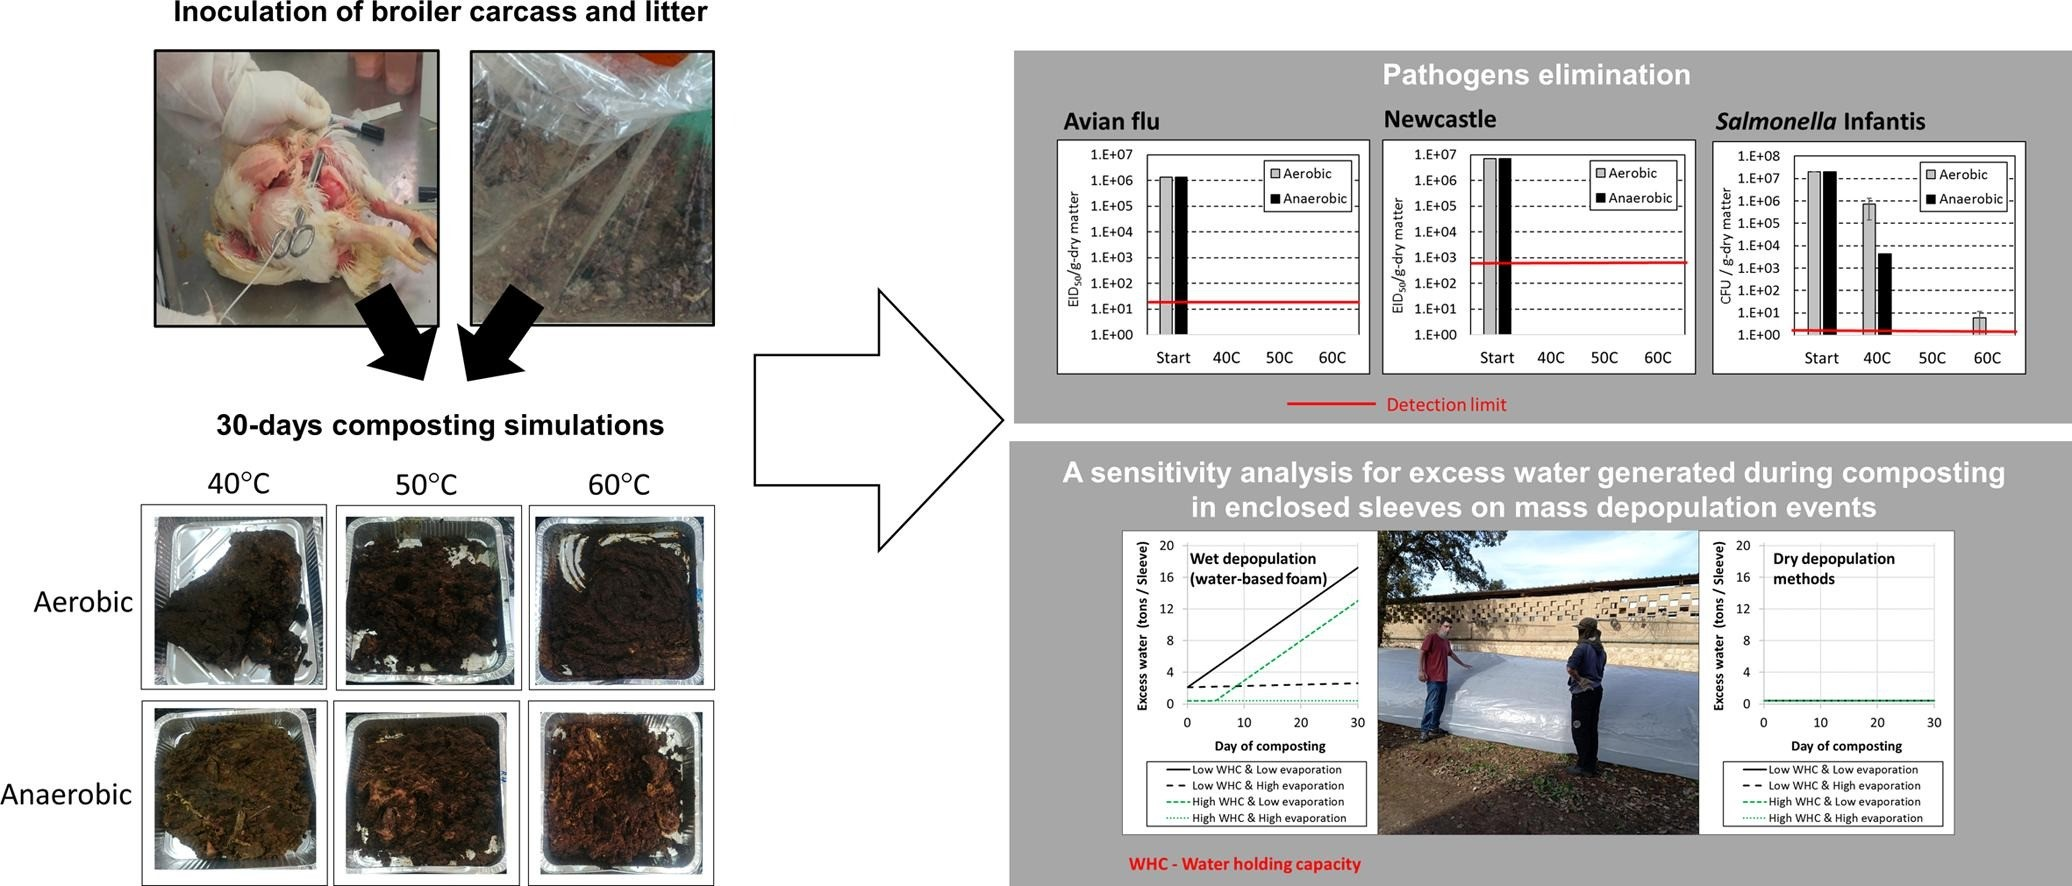 Inoculation of broiler carcass and litter
30-days composting simulations
40°C
50°C
60°C
Aerobic
Anaerobic
Pathogens elimination
Avian flu
1.E+07
1.E+06
1.E+05
1.E+04
1.E+03
1.E+02
1.E+01
1.E+00
EID50/g-dry matter
Aerobic
Anaerobic
Start 40C 50C 60C
Newcastle
1.E+07
1.E+06
1.E+05
1.E+04
1.E+03
1.E+02
1.E+01
1.E+00
EID50/g-dry matter
Aerobic
Anaerobic
Start 40C 50C 60C
Salmonella Infantis
1.E+08
1.E+07
1.E+06
1.E+05
1.E+04
1.E+03
1.E+02
1.E+01
1.E+00
CFU / g-dry matter
Aerobic
Anaerobic
Start 40C 50C 60C
Detection limit
A sensitivity analysis for excess water generated during composting
in enclosed sleeves on mass depopulation events
Excess water (tons / Sleeve)
20
16
12
8
4
0
Wet depopulation
(water-based foam)
0 10 20 30
Day of composting
Low WHC & Low evaporation
Low WHC & High evaporation
High WHC & Low evaporation
High WHC & High evaporation
Excess water (tons / Sleeve)
20
16
12
8
4
0
Dry depopulation
methods
0 10 20 30
Day of composting
Low WHC & Low evaporation
Low WHC & High evaporation
High WHC & Low evaporation
High WHC & High evaporation
WHC - Water holding capacity